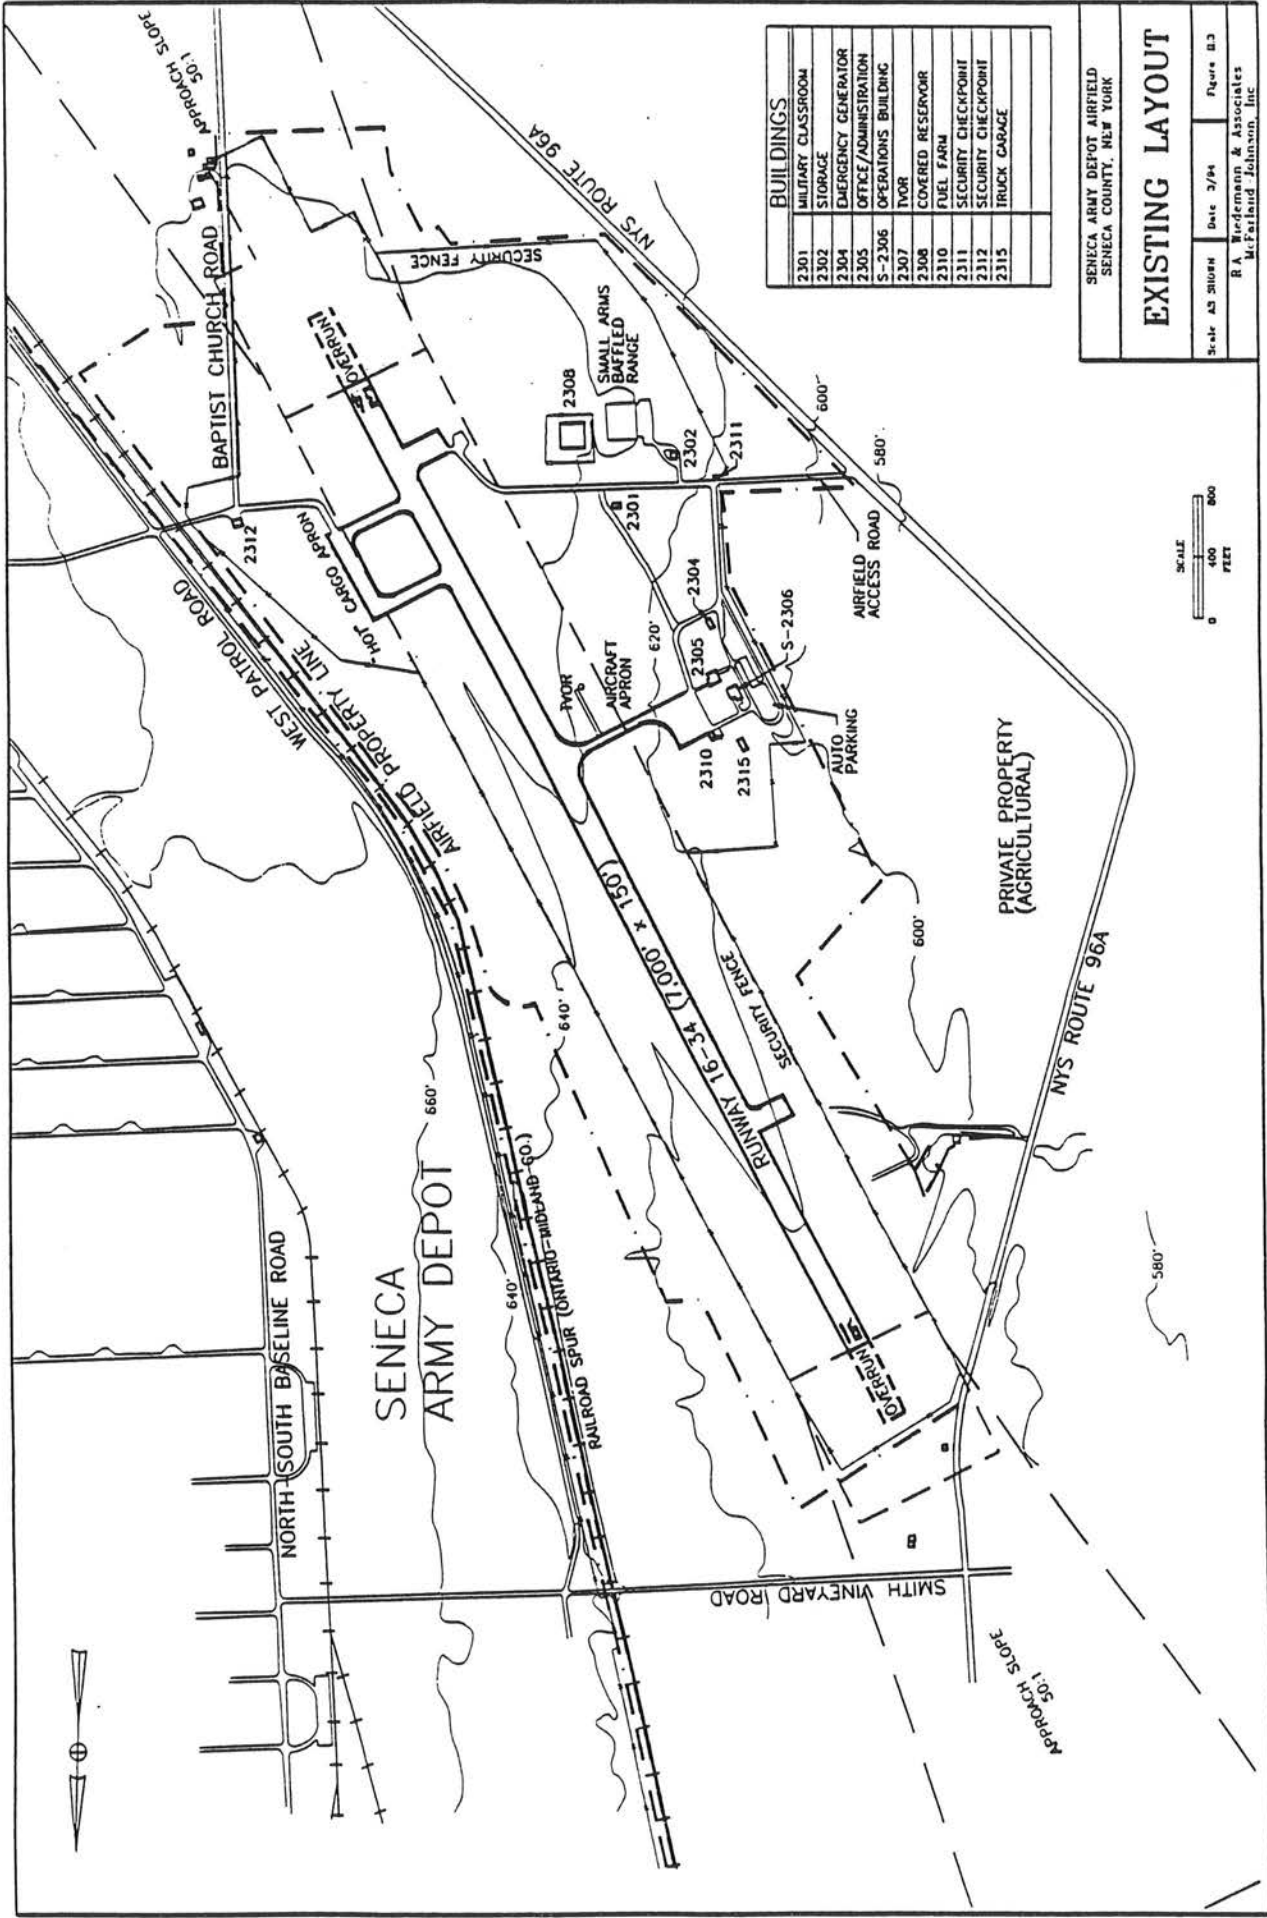 APPROACH SLOPE
50:1
BAPTIST CHURCH ROAD
NYS ROUTE 96A
SECURITY FENCE
OVERRUN
WEST PATROL ROAD
AIRFIELD PROPERTY LINE
2312
HOT CARGO APRON
2308
SMALL ARMS
BAFFLED
RANGE
2302
2311
2301
600'
580'
AIRFIELD
ACCESS ROAD
TVOR
AIRCRAFT
APRON
620'
2304
2305
S-2306
2310
2315
AUTO
PARKING
PRIVATE PROPERTY
(AGRICULTURAL)
RUNWAY 16-34 (7,000' x 150')
SECURITY FENCE
600'
NYS ROUTE 96A
640'
660'
SENECA
ARMY DEPOT
640'
RAILROAD SPUR (ONTARIO-MIDLAND CO.)
NORTH-SOUTH BASELINE ROAD
OVERRUN
580'
SMITH VINEYARD ROAD
APPROACH SLOPE
50:1
BUILDINGS
2301 MILITARY CLASSROOM
2302 STORAGE
2304 EMERGENCY GENERATOR
2305 OFFICE/ADMINISTRATION
S-2306 OPERATIONS BUILDING
2307 TVOR
2308 COVERED RESERVOIR
2310 FUEL FARM
2311 SECURITY CHECKPOINT
2312 SECURITY CHECKPOINT
2315 TRUCK GARAGE
SCALE
0 400 800
FEET
SENECA ARMY DEPOT AIRFIELD
SENECA COUNTY, NEW YORK
EXISTING LAYOUT
Scale AS SHOWN Date 3/94 Figure
R A Wiedemann & Associates
McFarland Johnson, Inc